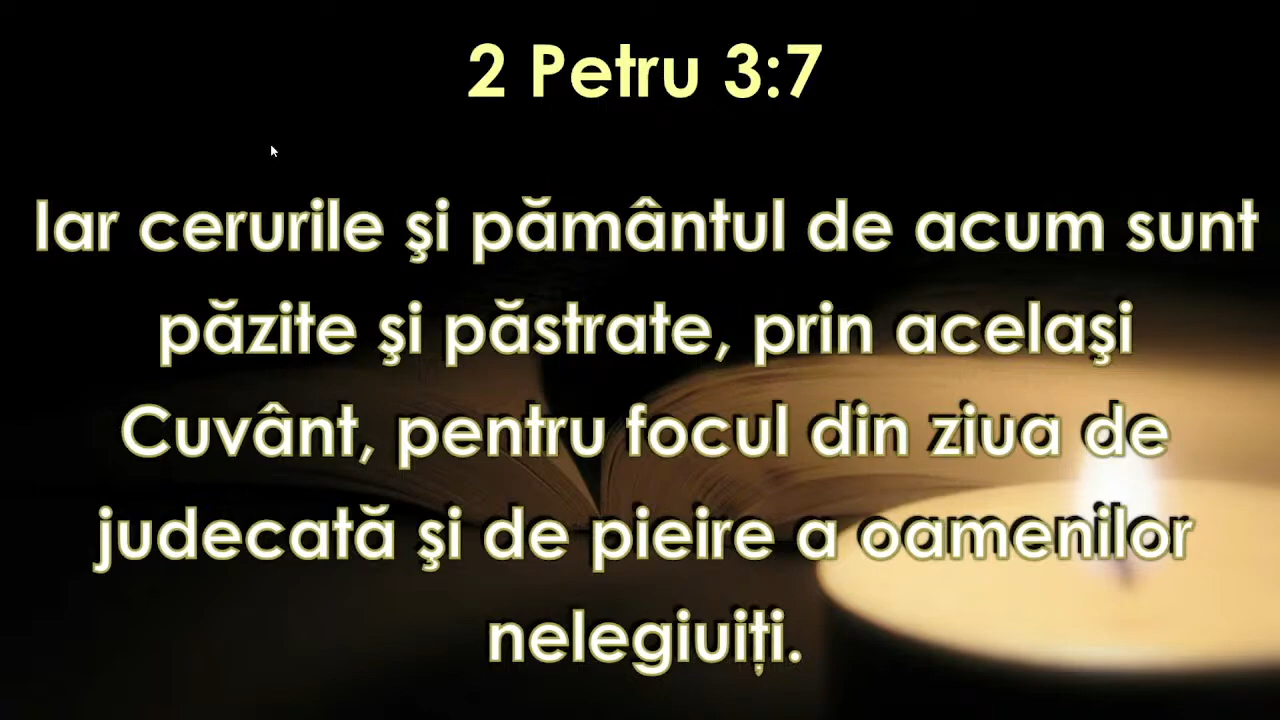 2 Petru 3:7
Iar cerurile şi pământul de acum sunt
păzite şi păstrate, prin acelaşi
Cuvânt, pentru focul din ziua de
judecată şi de pieire a oamenilor
nelegiuiţi.